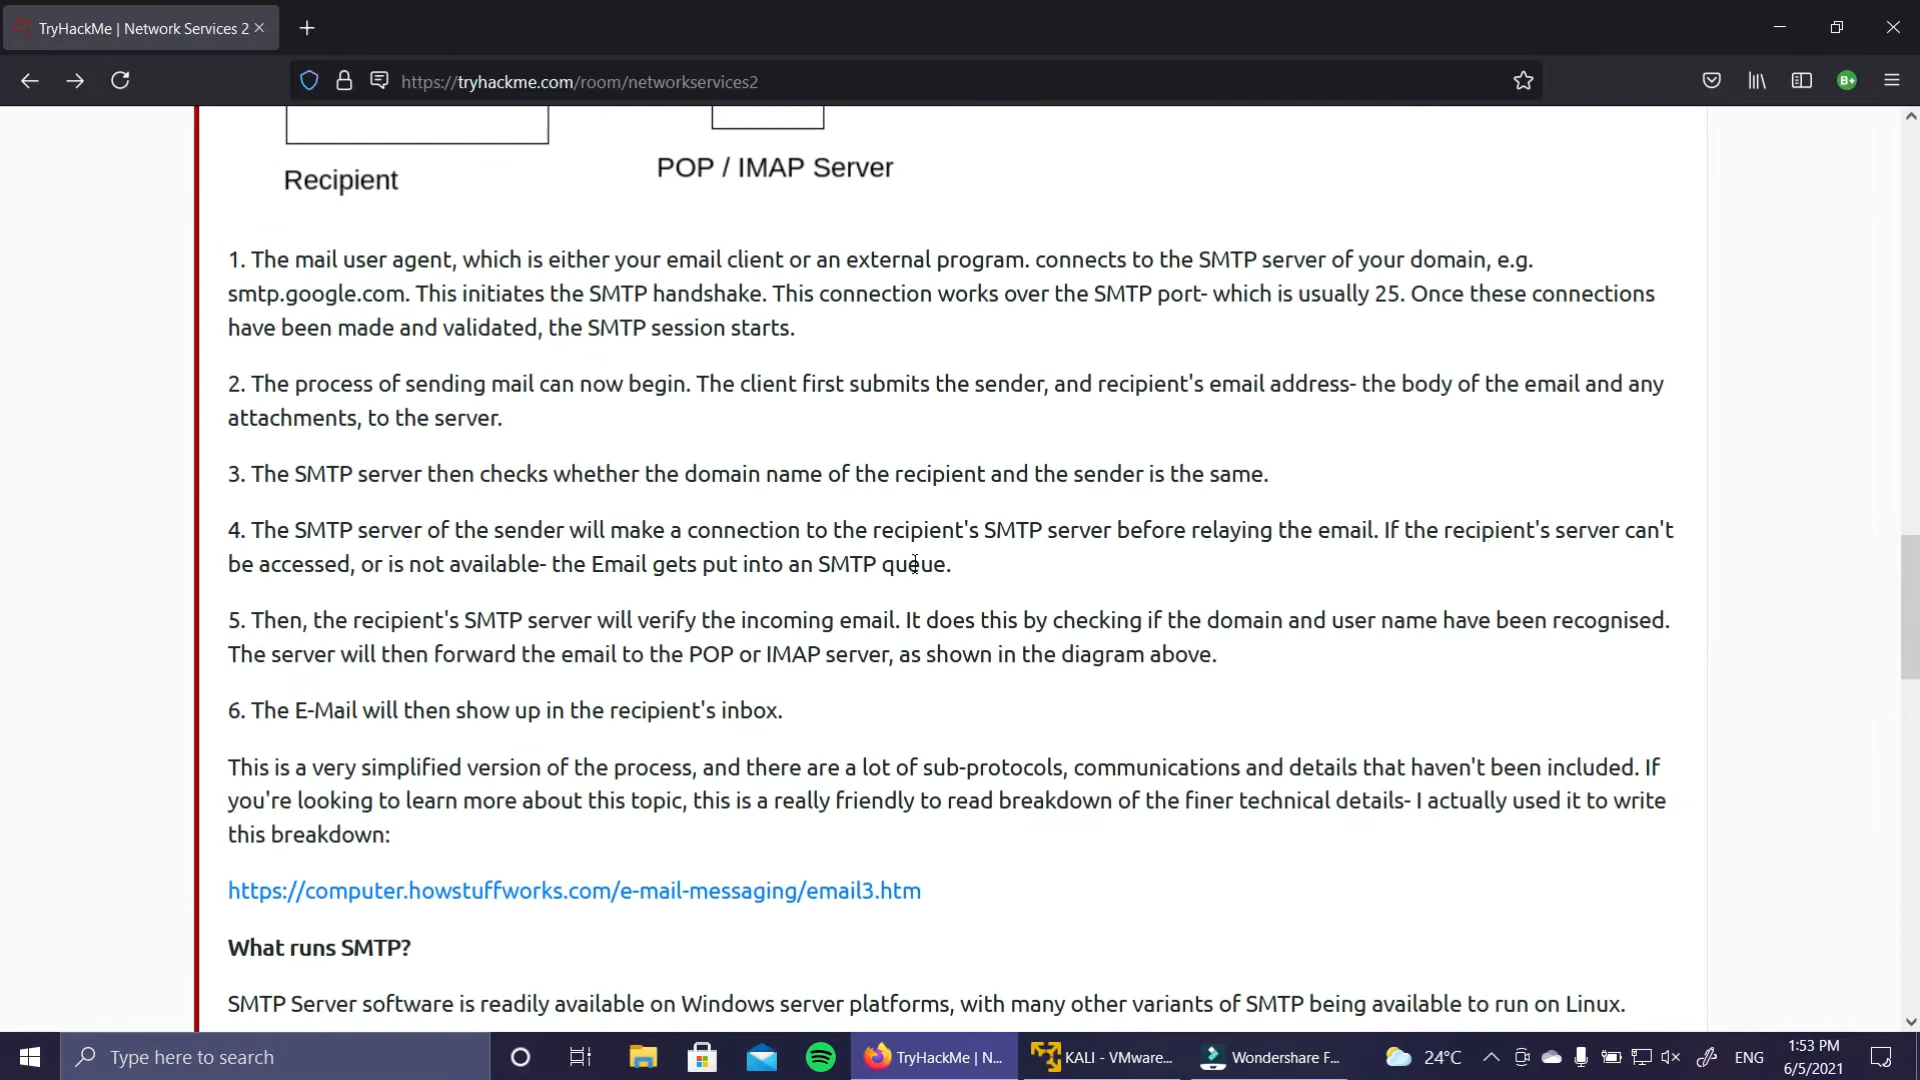 TryHackMe | Network Services 2
https://tryhackme.com/room/networkservices2
B+
Recipient
POP / IMAP Server
1. The mail user agent, which is either your email client or an external program. connects to the SMTP server of your domain, e.g.
smtp.google.com. This initiates the SMTP handshake. This connection works over the SMTP port- which is usually 25. Once these connections
have been made and validated, the SMTP session starts.
2. The process of sending mail can now begin. The client first submits the sender, and recipient's email address- the body of the email and any
attachments, to the server.
3. The SMTP server then checks whether the domain name of the recipient and the sender is the same.
4. The SMTP server of the sender will make a connection to the recipient's SMTP server before relaying the email. If the recipient's server can't
be accessed, or is not available- the Email gets put into an SMTP queue.
5. Then, the recipient's SMTP server will verify the incoming email. It does this by checking if the domain and user name have been recognised.
The server will then forward the email to the POP or IMAP server, as shown in the diagram above.
6. The E-Mail will then show up in the recipient's inbox.
This is a very simplified version of the process, and there are a lot of sub-protocols, communications and details that haven't been included. If
you're looking to learn more about this topic, this is a really friendly to read breakdown of the finer technical details- I actually used it to write
this breakdown:
https://computer.howstuffworks.com/e-mail-messaging/email3.htm
What runs SMTP?
SMTP Server software is readily available on Windows server platforms, with many other variants of SMTP being available to run on Linux.
Type here to search
TryHackMe | N...
KALI - VMware...
Wondershare F...
24°C
ENG
1:53 PM
6/5/2021